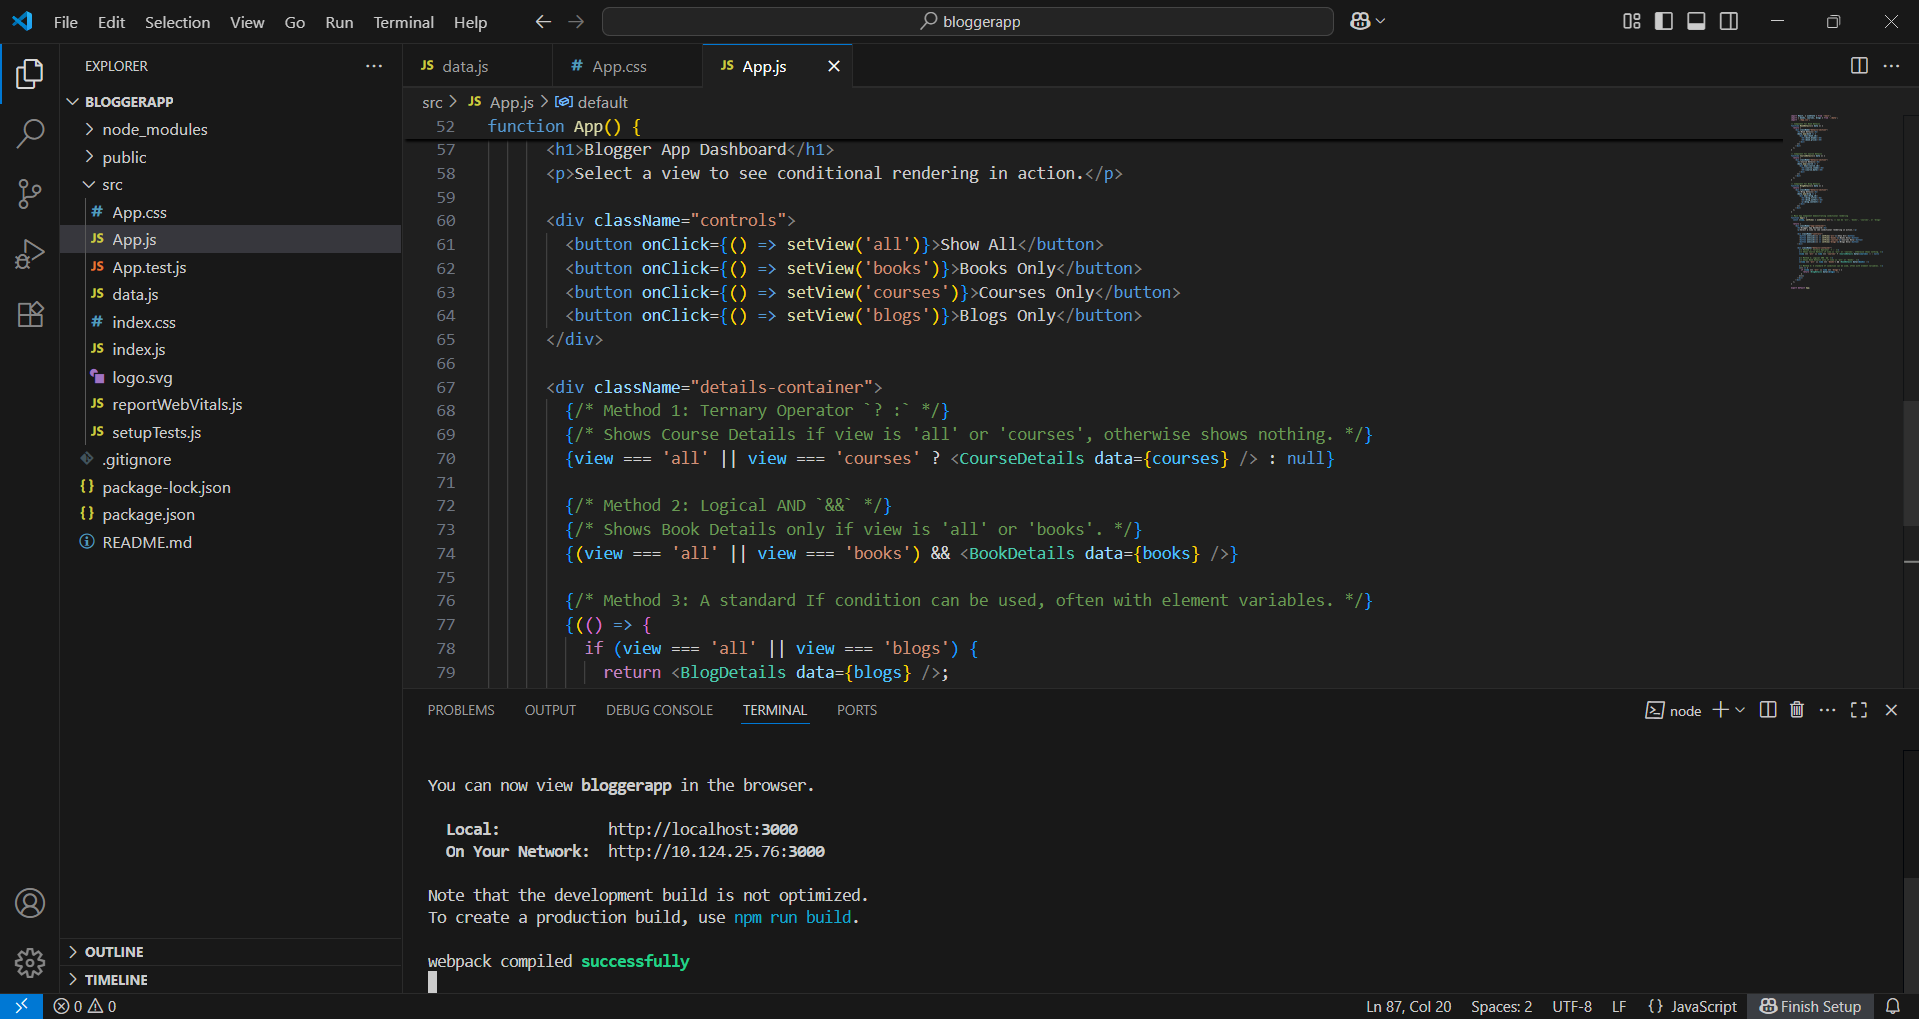 File Edit Selection View Go Run Terminal Help
bloggerapp
EXPLORER
BLOGGERAPP
node_modules
public
src
App.css
App.js
App.test.js
data.js
index.css
index.js
logo.svg
reportWebVitals.js
setupTests.js
.gitignore
package-lock.json
package.json
README.md
OUTLINE
TIMELINE
JS data.js # App.css JS App.js
src > JS App.js > default
52 function App() {
57 <h1>Blogger App Dashboard</h1>
58 <p>Select a view to see conditional rendering in action.</p>
59
60 <div className="controls">
61 <button onClick={() => setView('all')}>Show All</button>
62 <button onClick={() => setView('books')}>Books Only</button>
63 <button onClick={() => setView('courses')}>Courses Only</button>
64 <button onClick={() => setView('blogs')}>Blogs Only</button>
65 </div>
66
67 <div className="details-container">
68 {/* Method 1: Ternary Operator `? :` */}
69 {/* Shows Course Details if view is 'all' or 'courses', otherwise shows nothing. */}
70 {view === 'all' || view === 'courses' ? <CourseDetails data={courses} /> : null}
71
72 {/* Method 2: Logical AND `&&` */}
73 {/* Shows Book Details only if view is 'all' or 'books'. */}
74 {(view === 'all' || view === 'books') && <BookDetails data={books} />}
75
76 {/* Method 3: A standard If condition can be used, often with element variables. */}
77 {(() => {
78 if (view === 'all' || view === 'blogs') {
79 return <BlogDetails data={blogs} />;
PROBLEMS OUTPUT DEBUG CONSOLE TERMINAL PORTS
node
You can now view bloggerapp in the browser.
Local: http://localhost:3000
On Your Network: http://10.124.25.76:3000
Note that the development build is not optimized.
To create a production build, use npm run build.
webpack compiled successfully
0 0
Ln 87, Col 20 Spaces: 2 UTF-8 LF {} JavaScript Finish Setup